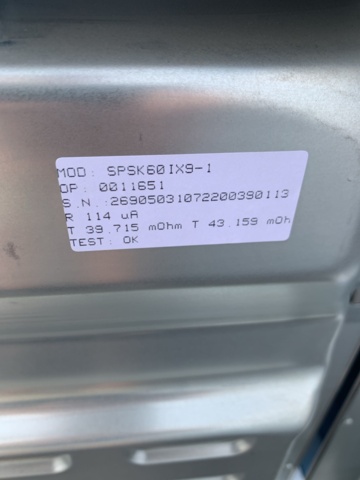 MOD: SPSK60IX9-1
OP: 0011651
S.N.:26905031072200390113
R 114 uA
T 39.715 mOhm T 43.159 mOh
TEST: OK